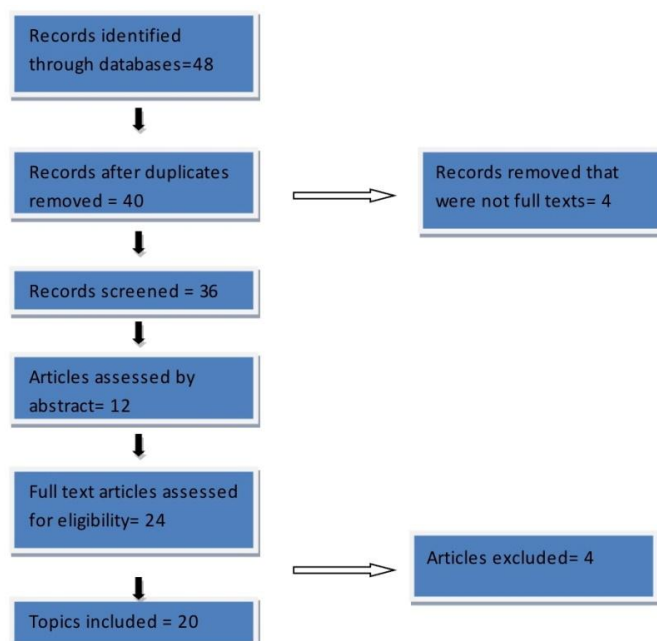 Records identified
through databases=48
Records after duplicates
removed = 40
Records removed that
were not full texts= 4
Records screened = 36
Articles assessed by
abstract= 12
Full text articles assessed
for eligibility= 24
Articles excluded= 4
Topics included = 20